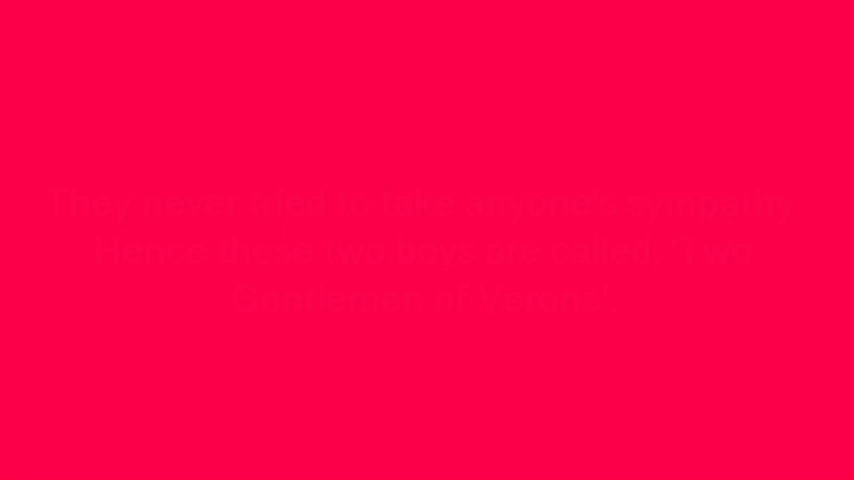 They never tried to take anyone's sympathy.
Hence these two boys are called, 'Two
Gentlemen of Verona'.